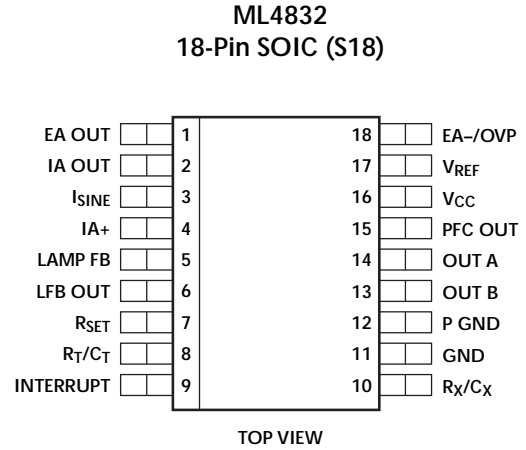 ML4832
18-Pin SOIC (S18)
EA OUT 1 18 EA–/OVP
IA OUT 2 17 VREF
ISINE 3 16 VCC
IA+ 4 15 PFC OUT
LAMP FB 5 14 OUT A
LFB OUT 6 13 OUT B
RSET 7 12 P GND
RT/CT 8 11 GND
INTERRUPT 9 10 RX/CX
TOP VIEW